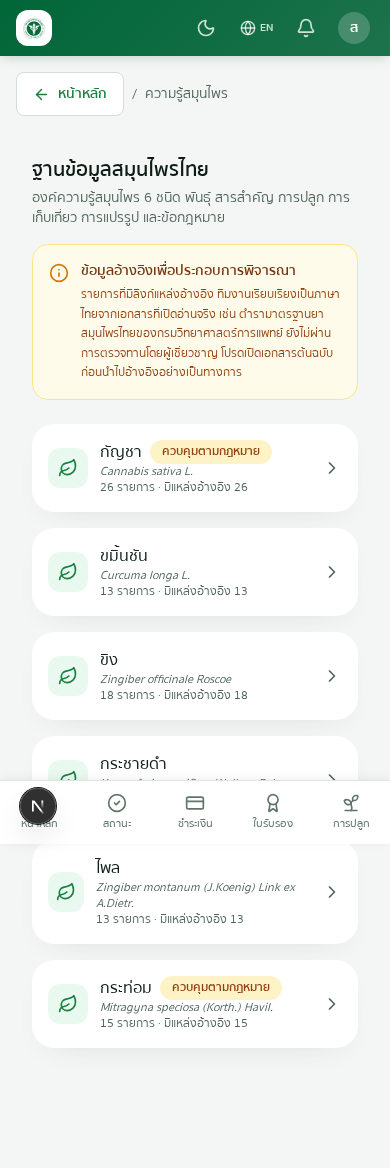 EN
ส
หน้าหลัก / ความรู้สมุนไพร
ฐานข้อมูลสมุนไพรไทย
องค์ความรู้สมุนไพร 6 ชนิด พันธุ์ สารสำคัญ การปลูก การ
เก็บเกี่ยว การแปรรูป และข้อกฎหมาย
ข้อมูลอ้างอิงเพื่อประกอบการพิจารณา
รายการที่มีลิงก์แหล่งอ้างอิง ทีมงานเรียบเรียงเป็นภาษา
ไทยจากเอกสารที่เปิดอ่านจริง เช่น ตำรามาตรฐานยา
สมุนไพรไทยของกรมวิทยาศาสตร์การแพทย์ ยังไม่ผ่าน
การตรวจทานโดยผู้เชี่ยวชาญ โปรดเปิดเอกสารต้นฉบับ
ก่อนนำไปอ้างอิงอย่างเป็นทางการ
กัญชา ควบคุมตามกฎหมาย
Cannabis sativa L.
26 รายการ · มีแหล่งอ้างอิง 26
ขมิ้นชัน
Curcuma longa L.
13 รายการ · มีแหล่งอ้างอิง 13
ขิง
Zingiber officinale Roscoe
18 รายการ · มีแหล่งอ้างอิง 18
กระชายดำ
N
สถานะ
ชำระเงิน
ใบรับรอง
การปลูก
ไพล
Zingiber montanum (J.Koenig) Link ex
A.Dietr.
13 รายการ · มีแหล่งอ้างอิง 13
กระท่อม ควบคุมตามกฎหมาย
Mitragyna speciosa (Korth.) Havil.
15 รายการ · มีแหล่งอ้างอิง 15